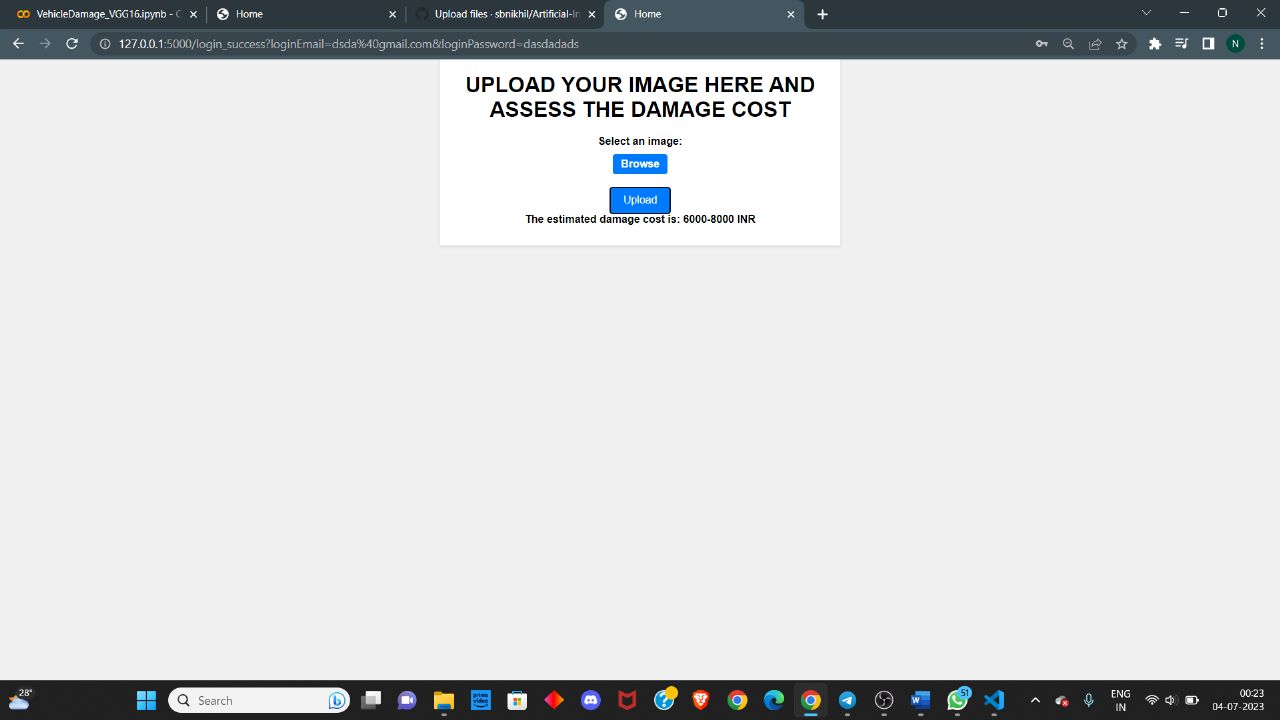 VehicleDamage_VGG16.ipynb - C
Home
Upload files · sbnikhil/Artificial-In
Home
127.0.0.1:5000/login_success?loginEmail=dsda%40gmail.com&loginPassword=dasdadads
N
UPLOAD YOUR IMAGE HERE AND
ASSESS THE DAMAGE COST
Select an image:
Browse
Upload
The estimated damage cost is: 6000-8000 INR
28°
Search
prime video
51
ENG
IN
00:23
04-07-2023